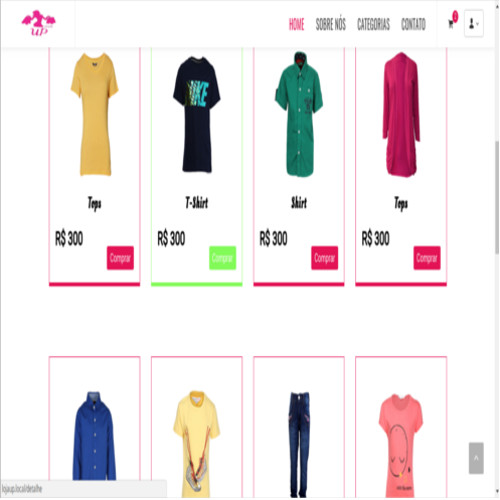 UP
HOME SOBRE NÓS CATEGORIAS CONTATO
NIKE
Tops T-Shirt Shirt Tops
R$ 300 R$ 300 R$ 300 R$ 300
Comprar Comprar Comprar Comprar
lojaup.local/detalhe